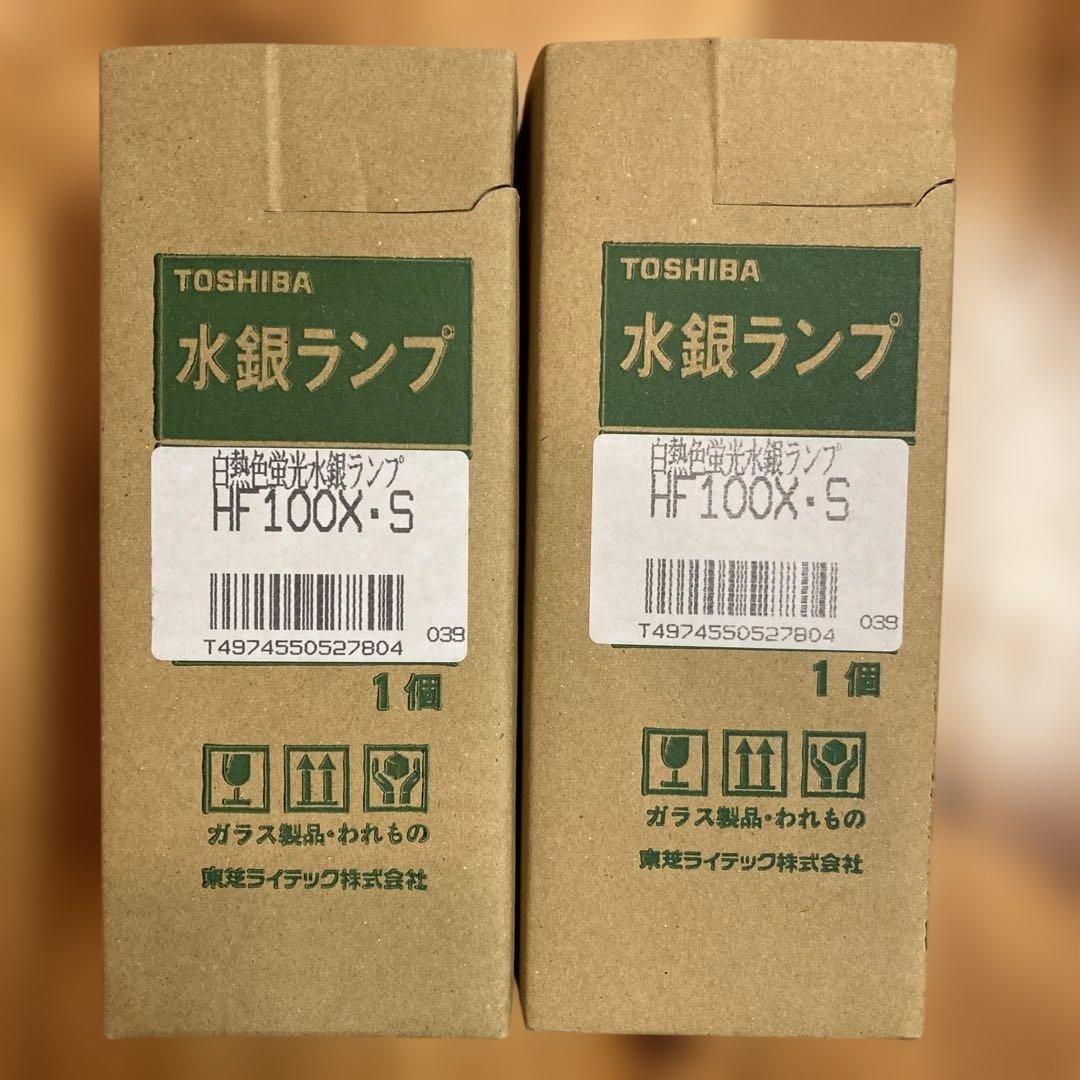 TOSHIBA
水銀ランプ
白熱色蛍光水銀ランプ
HF100X・S
T4974550527804
039
1個
ガラス製品・われもの
東芝ライテック株式会社
TOSHIBA
水銀ランプ
白熱色蛍光水銀ランプ
HF100X・S
T4974550527804
039
1個
ガラス製品・われもの
東芝ライテック株式会社